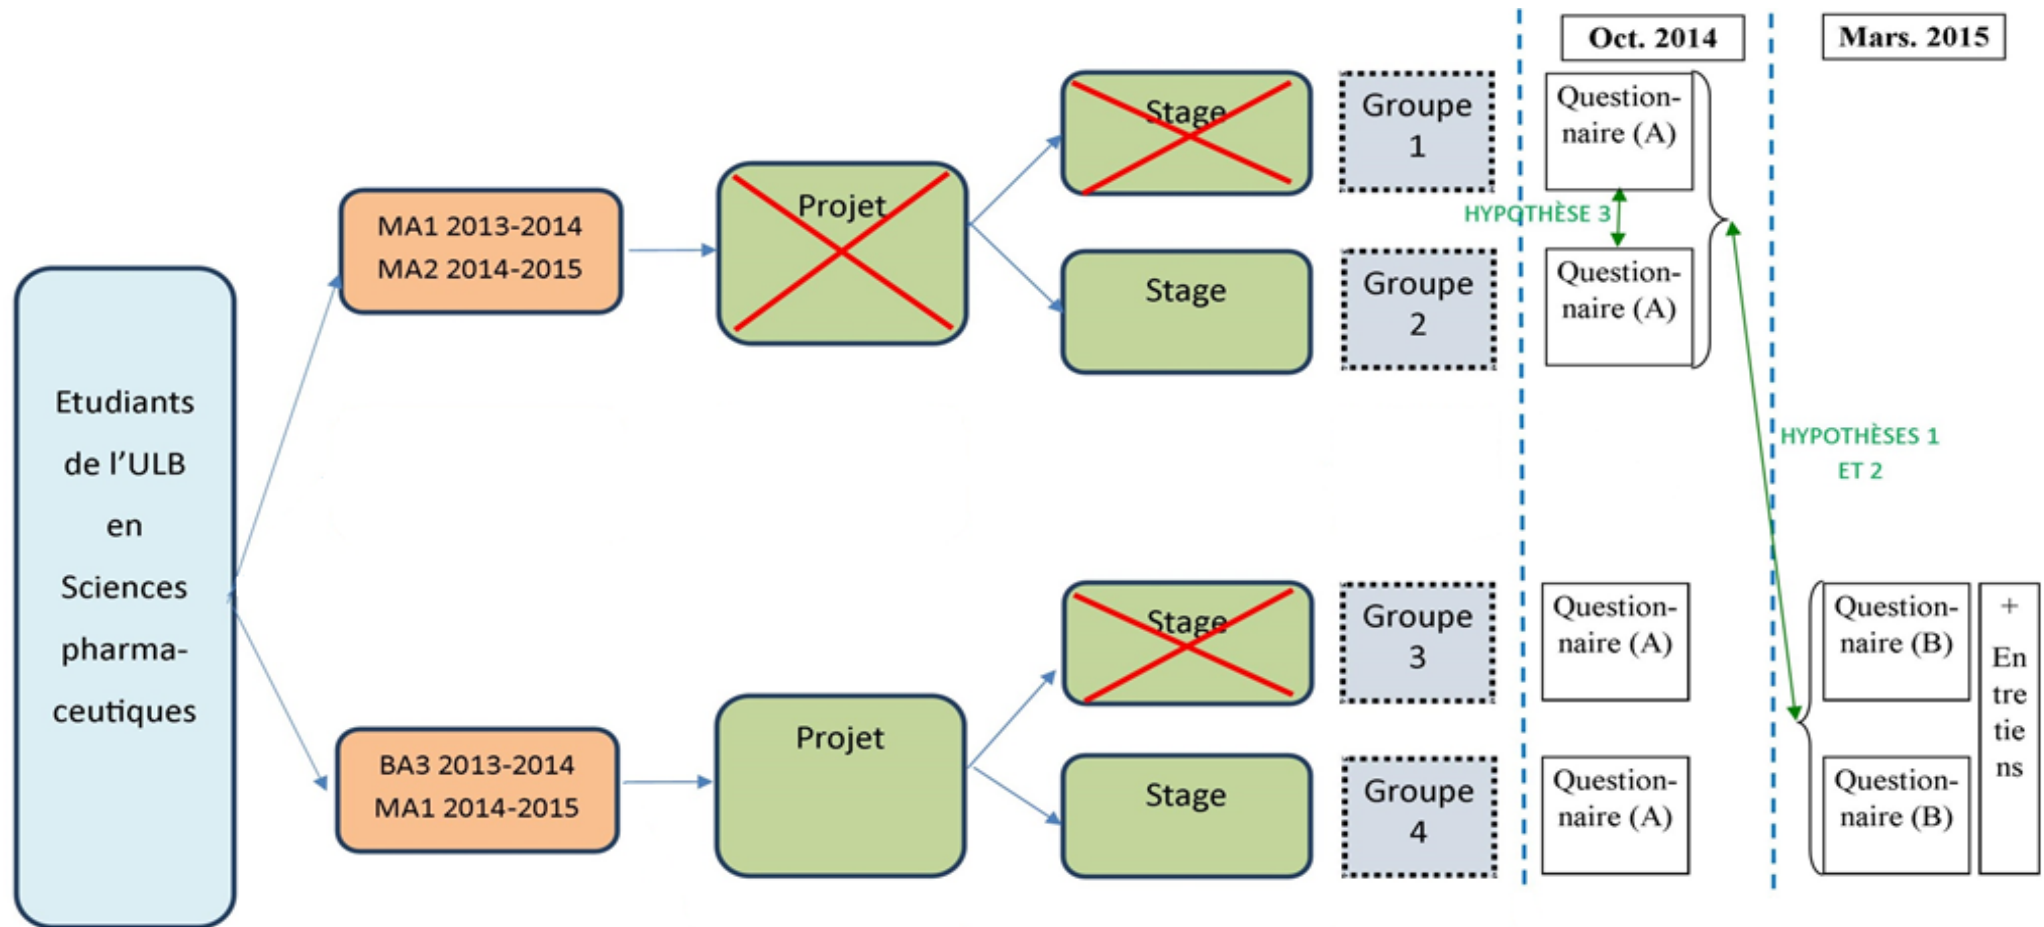 Etudiants
de l’ULB
en
Sciences
pharma-
ceutiques
MA1 2013-2014
MA2 2014-2015
Projet
Stage
Stage
Groupe
1
Groupe
2
BA3 2013-2014
MA1 2014-2015
Projet
Stage
Stage
Groupe
3
Groupe
4
Oct. 2014
Question-
naire (A)
HYPOTHÈSE 3
Question-
naire (A)
Question-
naire (A)
Question-
naire (A)
Mars. 2015
HYPOTHÈSES 1
ET 2
Question-
naire (B)
Question-
naire (B)
+
En
tre
tie
ns